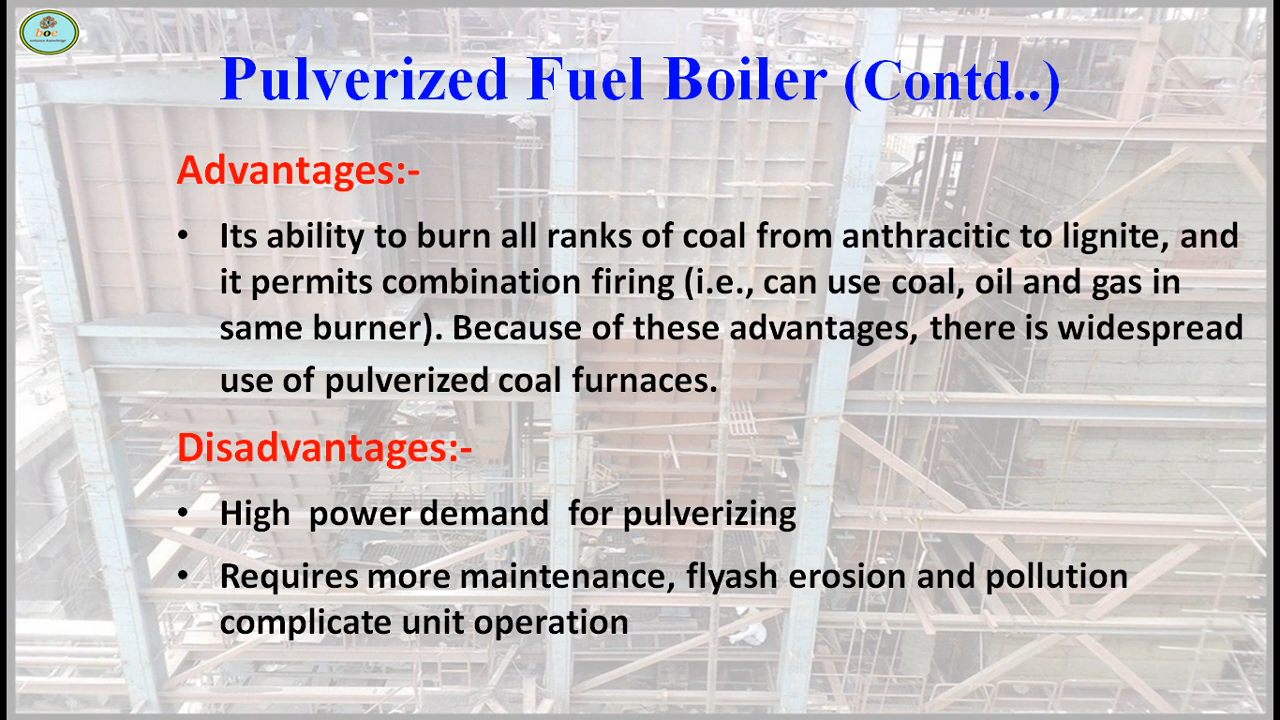 boe
Pulverized Fuel Boiler (Contd..)
Advantages:-
• Its ability to burn all ranks of coal from anthracitic to lignite, and
it permits combination firing (i.e., can use coal, oil and gas in
same burner). Because of these advantages, there is widespread
use of pulverized coal furnaces.
Disadvantages:-
• High power demand for pulverizing
• Requires more maintenance, flyash erosion and pollution
complicate unit operation